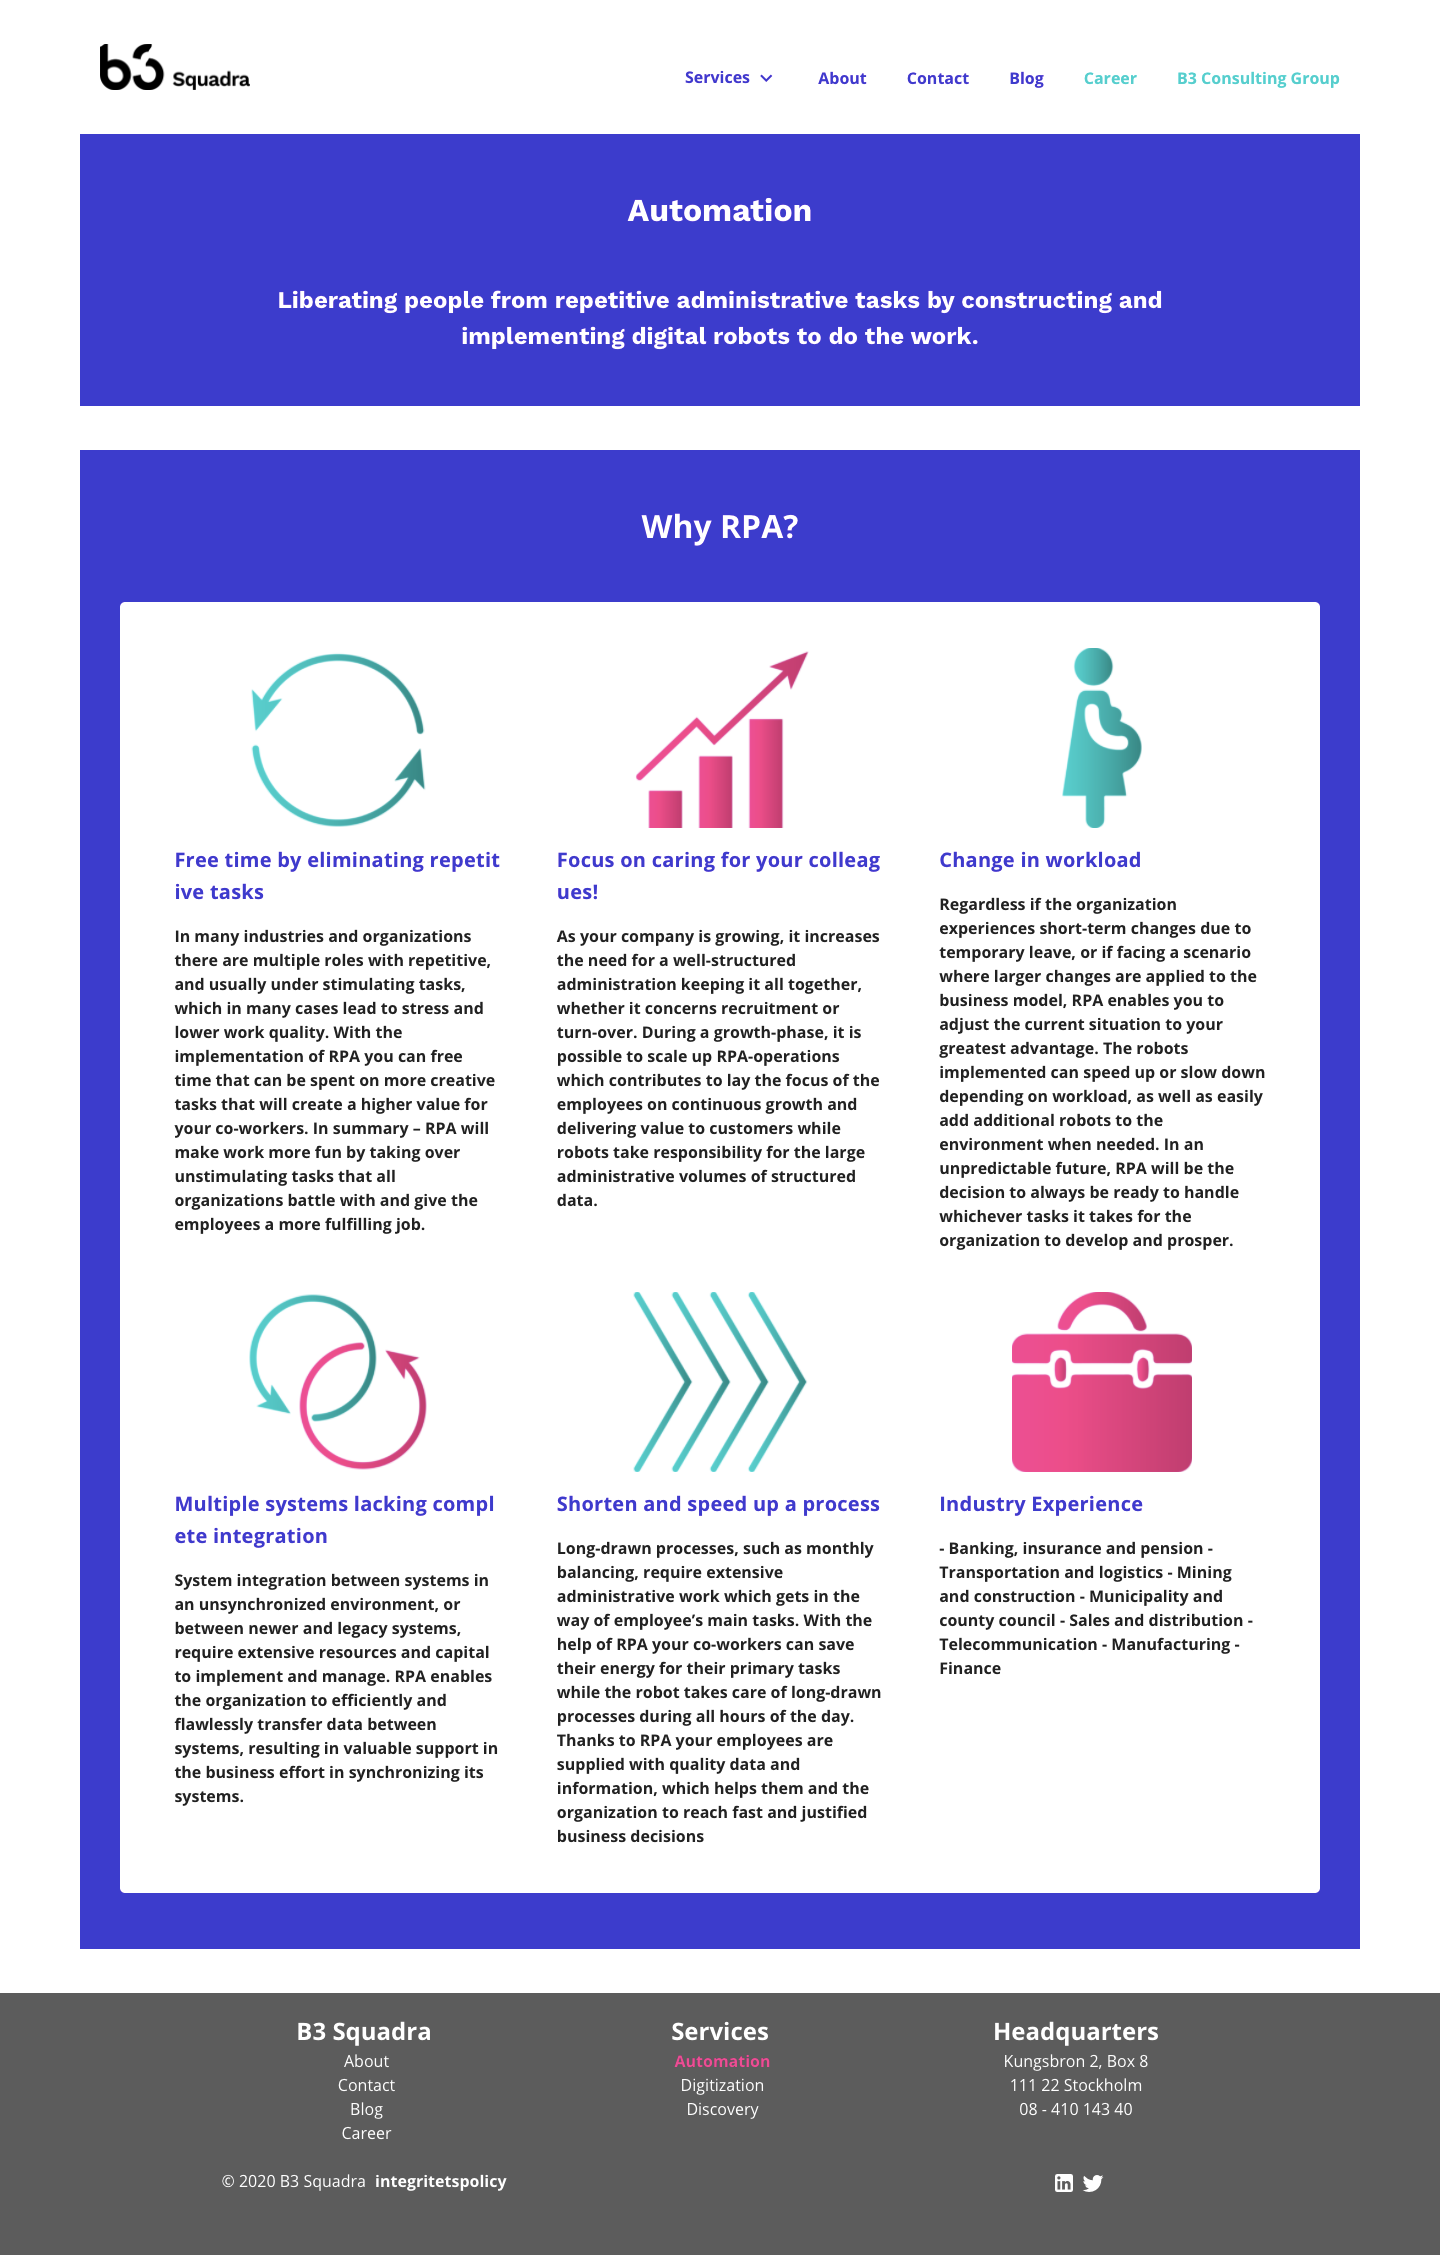 b3 Squadra
Services
About
Contact
Blog
Career
B3 Consulting Group
Automation
Liberating people from repetitive administrative tasks by constructing and
implementing digital robots to do the work.
Why RPA?
Free time by eliminating repetit
ive tasks
In many industries and organizations
there are multiple roles with repetitive,
and usually under stimulating tasks,
which in many cases lead to stress and
lower work quality. With the
implementation of RPA you can free
time that can be spent on more creative
tasks that will create a higher value for
your co-workers. In summary – RPA will
make work more fun by taking over
unstimulating tasks that all
organizations battle with and give the
employees a more fulfilling job.
Focus on caring for your colleag
ues!
As your company is growing, it increases
the need for a well-structured
administration keeping it all together,
whether it concerns recruitment or
turn-over. During a growth-phase, it is
possible to scale up RPA-operations
which contributes to lay the focus of the
employees on continuous growth and
delivering value to customers while
robots take responsibility for the large
administrative volumes of structured
data.
Change in workload
Regardless if the organization
experiences short-term changes due to
temporary leave, or if facing a scenario
where larger changes are applied to the
business model, RPA enables you to
adjust the current situation to your
greatest advantage. The robots
implemented can speed up or slow down
depending on workload, as well as easily
add additional robots to the
environment when needed. In an
unpredictable future, RPA will be the
decision to always be ready to handle
whichever tasks it takes for the
organization to develop and prosper.
Multiple systems lacking compl
ete integration
System integration between systems in
an unsynchronized environment, or
between newer and legacy systems,
require extensive resources and capital
to implement and manage. RPA enables
the organization to efficiently and
flawlessly transfer data between
systems, resulting in valuable support in
the business effort in synchronizing its
systems.
Shorten and speed up a process
Long-drawn processes, such as monthly
balancing, require extensive
administrative work which gets in the
way of employee’s main tasks. With the
help of RPA your co-workers can save
their energy for their primary tasks
while the robot takes care of long-drawn
processes during all hours of the day.
Thanks to RPA your employees are
supplied with quality data and
information, which helps them and the
organization to reach fast and justified
business decisions
Industry Experience
- Banking, insurance and pension -
Transportation and logistics - Mining
and construction - Municipality and
county council - Sales and distribution -
Telecommunication - Manufacturing -
Finance
B3 Squadra
About
Contact
Blog
Career
Services
Automation
Digitization
Discovery
Headquarters
Kungsbron 2, Box 8
111 22 Stockholm
08 - 410 143 40
© 2020 B3 Squadra integritetspolicy